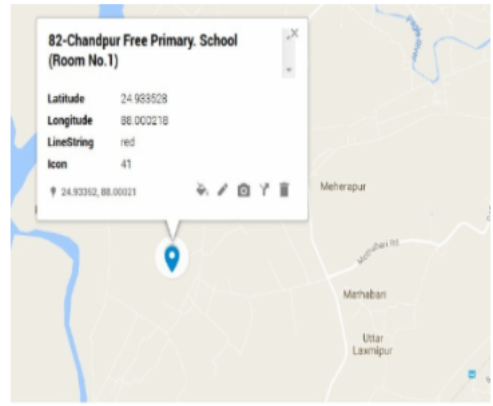 82-Chandpur Free Primary. School
(Room No.1)
Latitude 24.933528
Longitude 88.000218
LineString red
Icon 41
24.93352, 88.00021
Meherapur
Mathaban
Uttar
Laxmipur